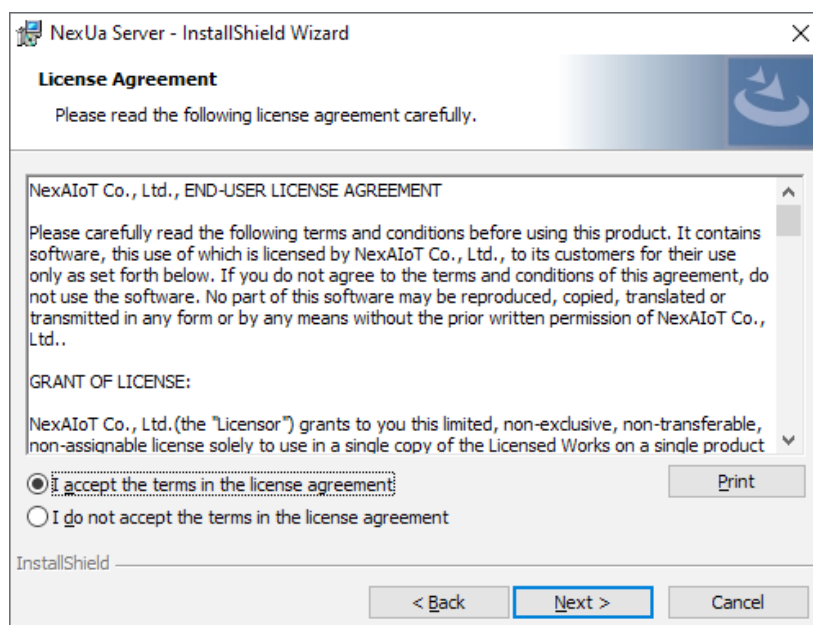 NexUa Server - InstallShield Wizard
License Agreement
Please read the following license agreement carefully.
NexAIoT Co., Ltd., END-USER LICENSE AGREEMENT
Please carefully read the following terms and conditions before using this product. It contains
software, this use of which is licensed by NexAIoT Co., Ltd., to its customers for their use
only as set forth below. If you do not agree to the terms and conditions of this agreement, do
not use the software. No part of this software may be reproduced, copied, translated or
transmitted in any form or by any means without the prior written permission of NexAIoT Co.,
Ltd..
GRANT OF LICENSE:
NexAIoT Co., Ltd.(the "Licensor") grants to you this limited, non-exclusive, non-transferable,
non-assignable license solely to use in a single copy of the Licensed Works on a single product
I accept the terms in the license agreement
Print
I do not accept the terms in the license agreement
InstallShield
< Back
Next >
Cancel